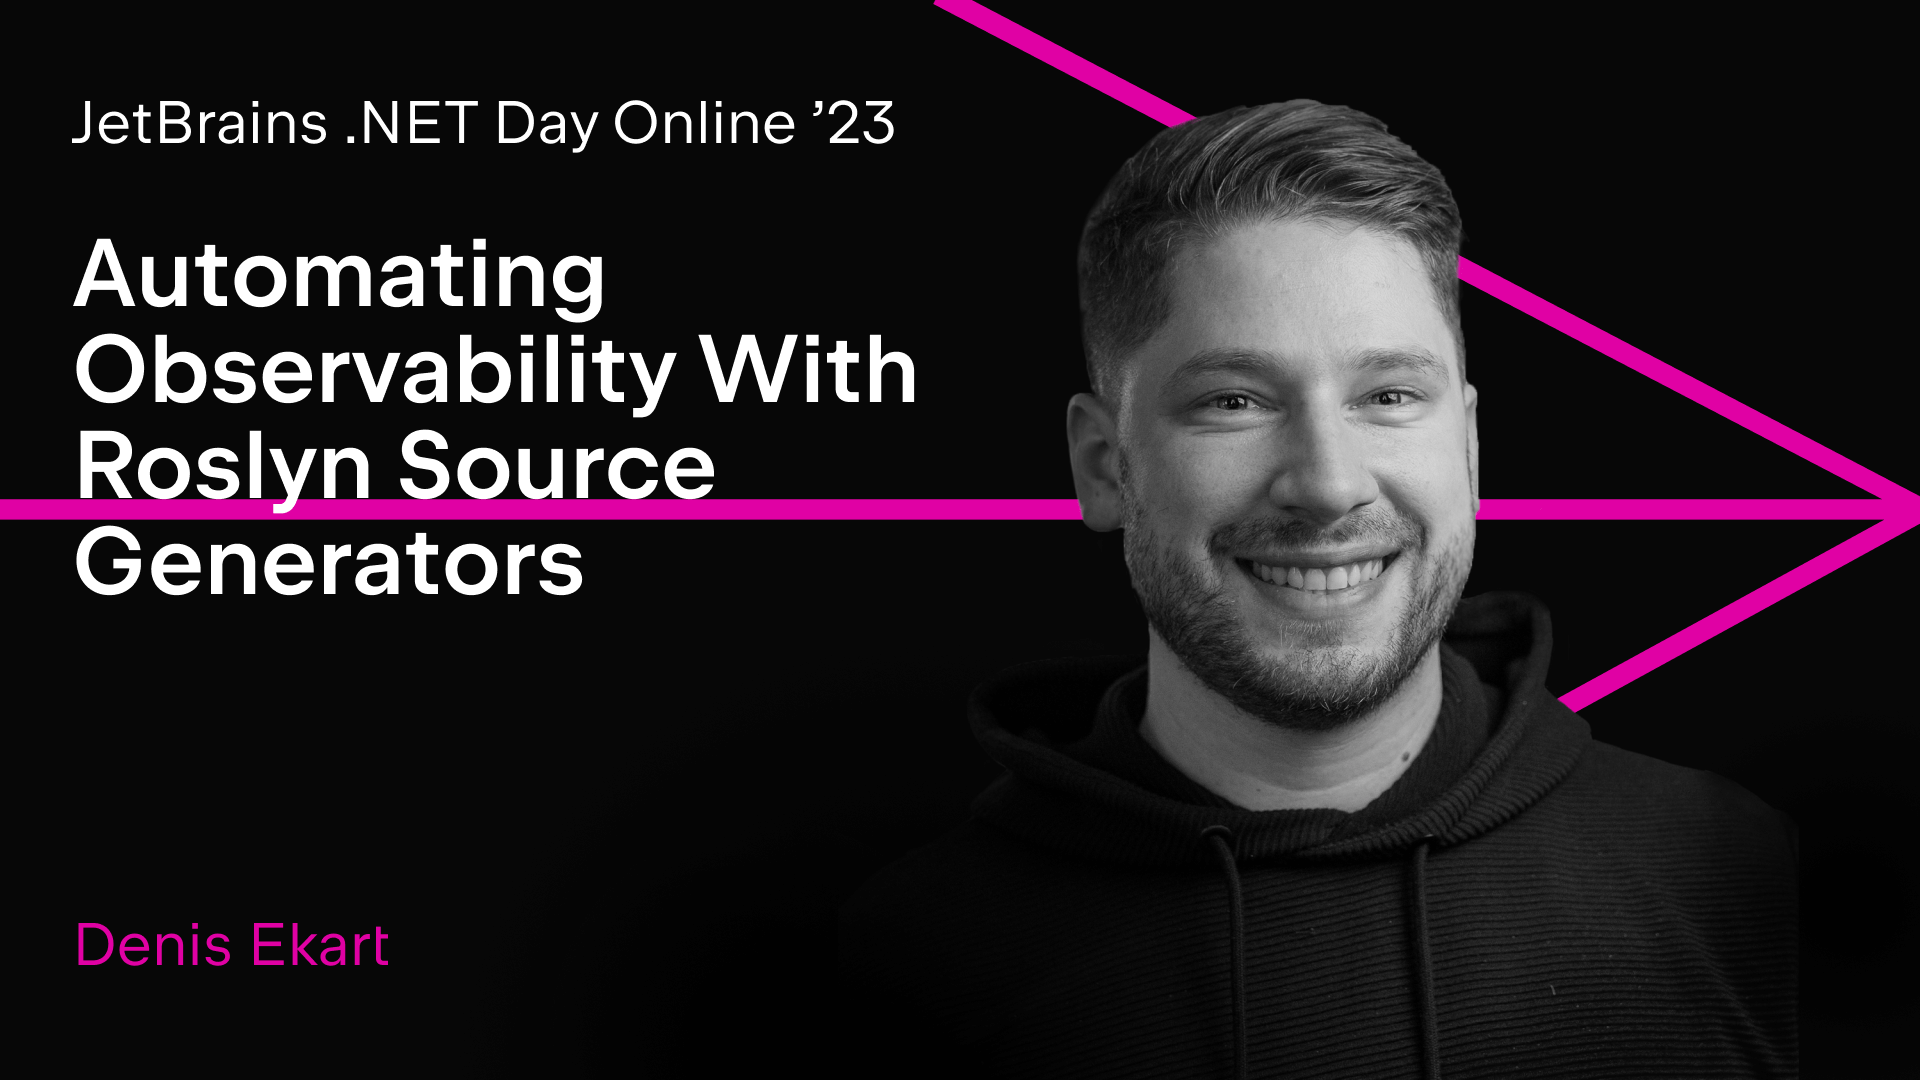 JetBrains .NET Day Online ’23
Automating
Observability With
Roslyn Source
Generators
Denis Ekart